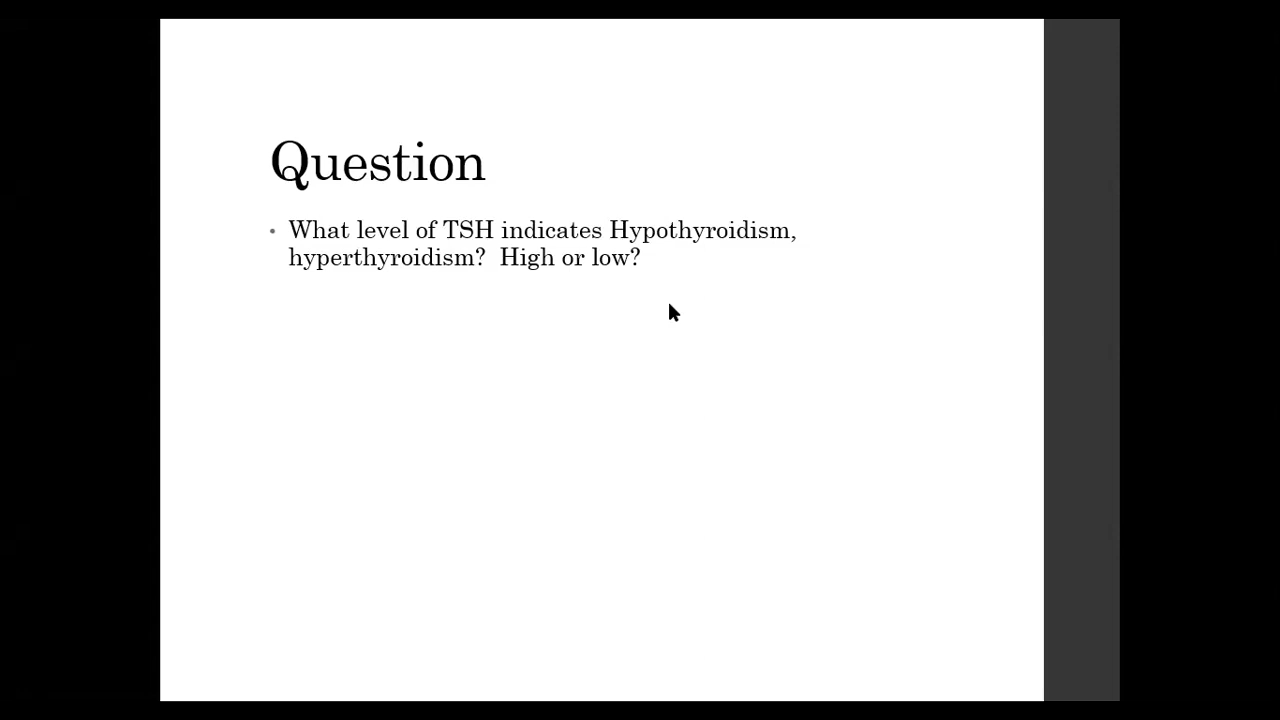 Question
• What level of TSH indicates Hypothyroidism,
hyperthyroidism?  High or low?